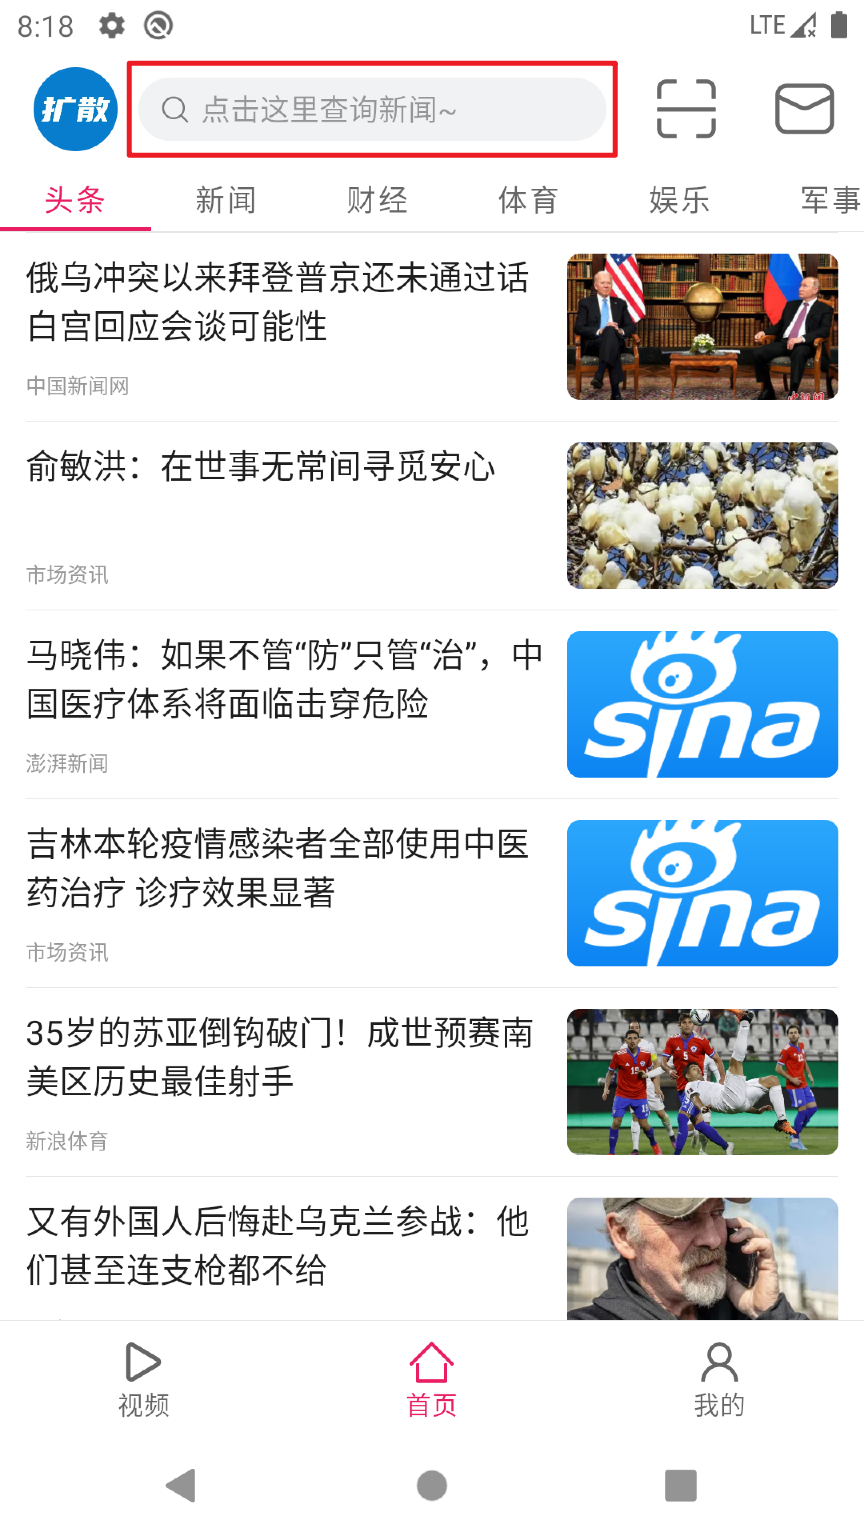 8:18
LTE
扩散
点击这里查询新闻~
头条
新闻
财经
体育
娱乐
军事
俄乌冲突以来拜登普京还未通过话
白宫回应会谈可能性
中国新闻网
俞敏洪：在世事无常间寻觅安心
市场资讯
马晓伟：如果不管“防”只管“治”，中
国医疗体系将面临击穿危险
澎湃新闻
sina
吉林本轮疫情感染者全部使用中医
药治疗 诊疗效果显著
市场资讯
sina
35岁的苏亚倒钩破门！成世预赛南
美区历史最佳射手
新浪体育
又有外国人后悔赴乌克兰参战：他
们甚至连支枪都不给
视频
首页
我的